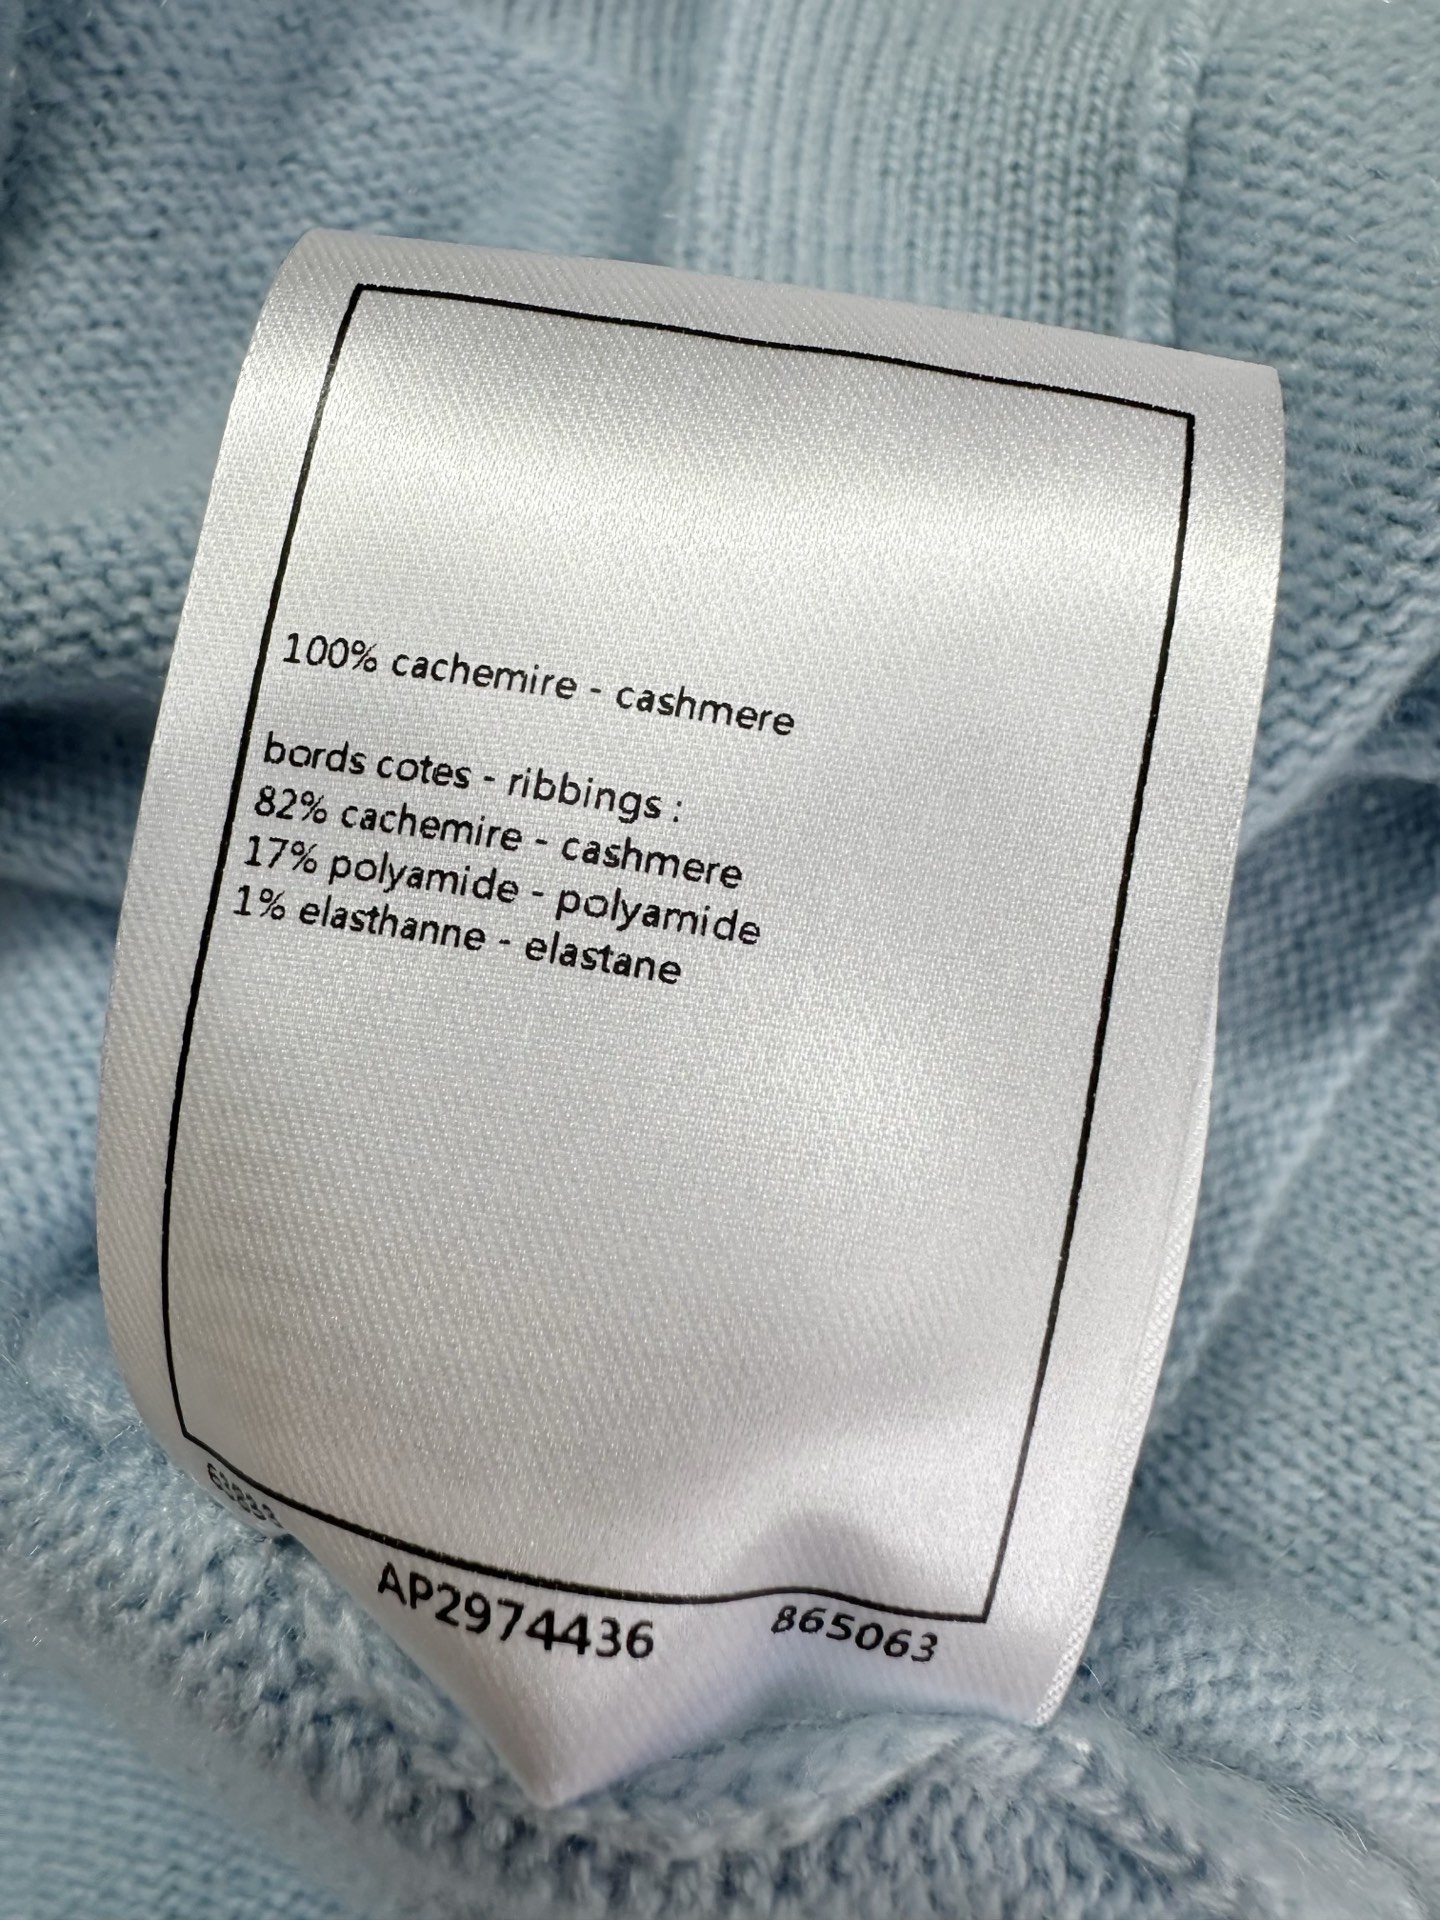 100% cachemire - cashmere
bords cotes - ribbings :
82% cachemire - cashmere
17% polyamide - polyamide
1% elasthanne - elastane
AP2974436 865063